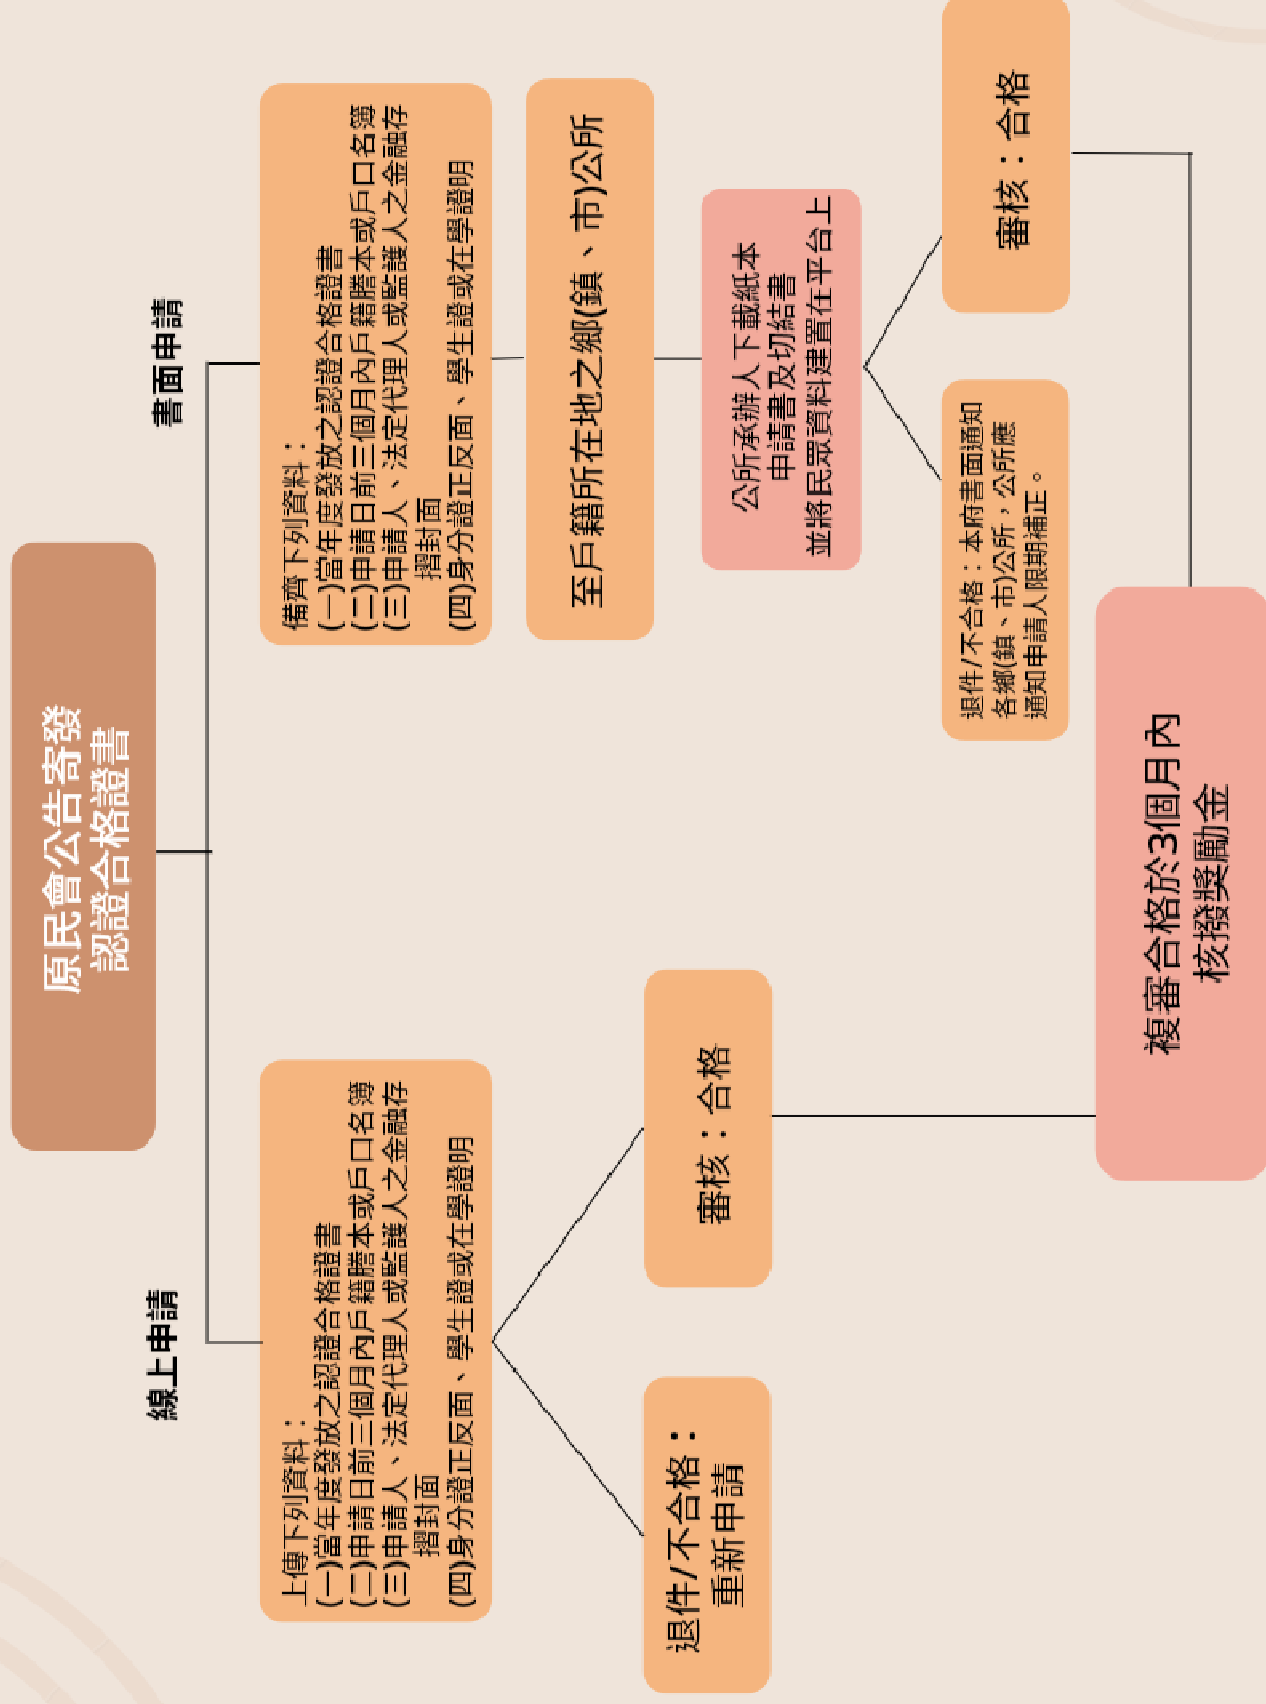 原民會公告寄發
認證合格證書
線上申請
上傳下列資料：
(一)當年度發放之認證合格證書
(二)申請日前三個月內戶籍謄本或戶口名簿
(三)申請人、法定代理人或監護人之金融存
摺封面
(四)身分證正反面、學生證或在學證明
退件/不合格：
重新申請
審核：合格
書面申請
備齊下列資料：
(一)當年度發放之認證合格證書
(二)申請日前三個月內戶籍謄本或戶口名簿
(三)申請人、法定代理人或監護人之金融存
摺封面
(四)身分證正反面、學生證或在學證明
至戶籍所在地之鄉(鎮、市)公所
公所承辦人下載紙本
申請書及切結書
並將民眾資料建置在平台上
退件/不合格：本府書面通知
各鄉(鎮、市)公所，公所應
通知申請人限期補正。
審核：合格
複審合格於3個月內
核撥獎勵金